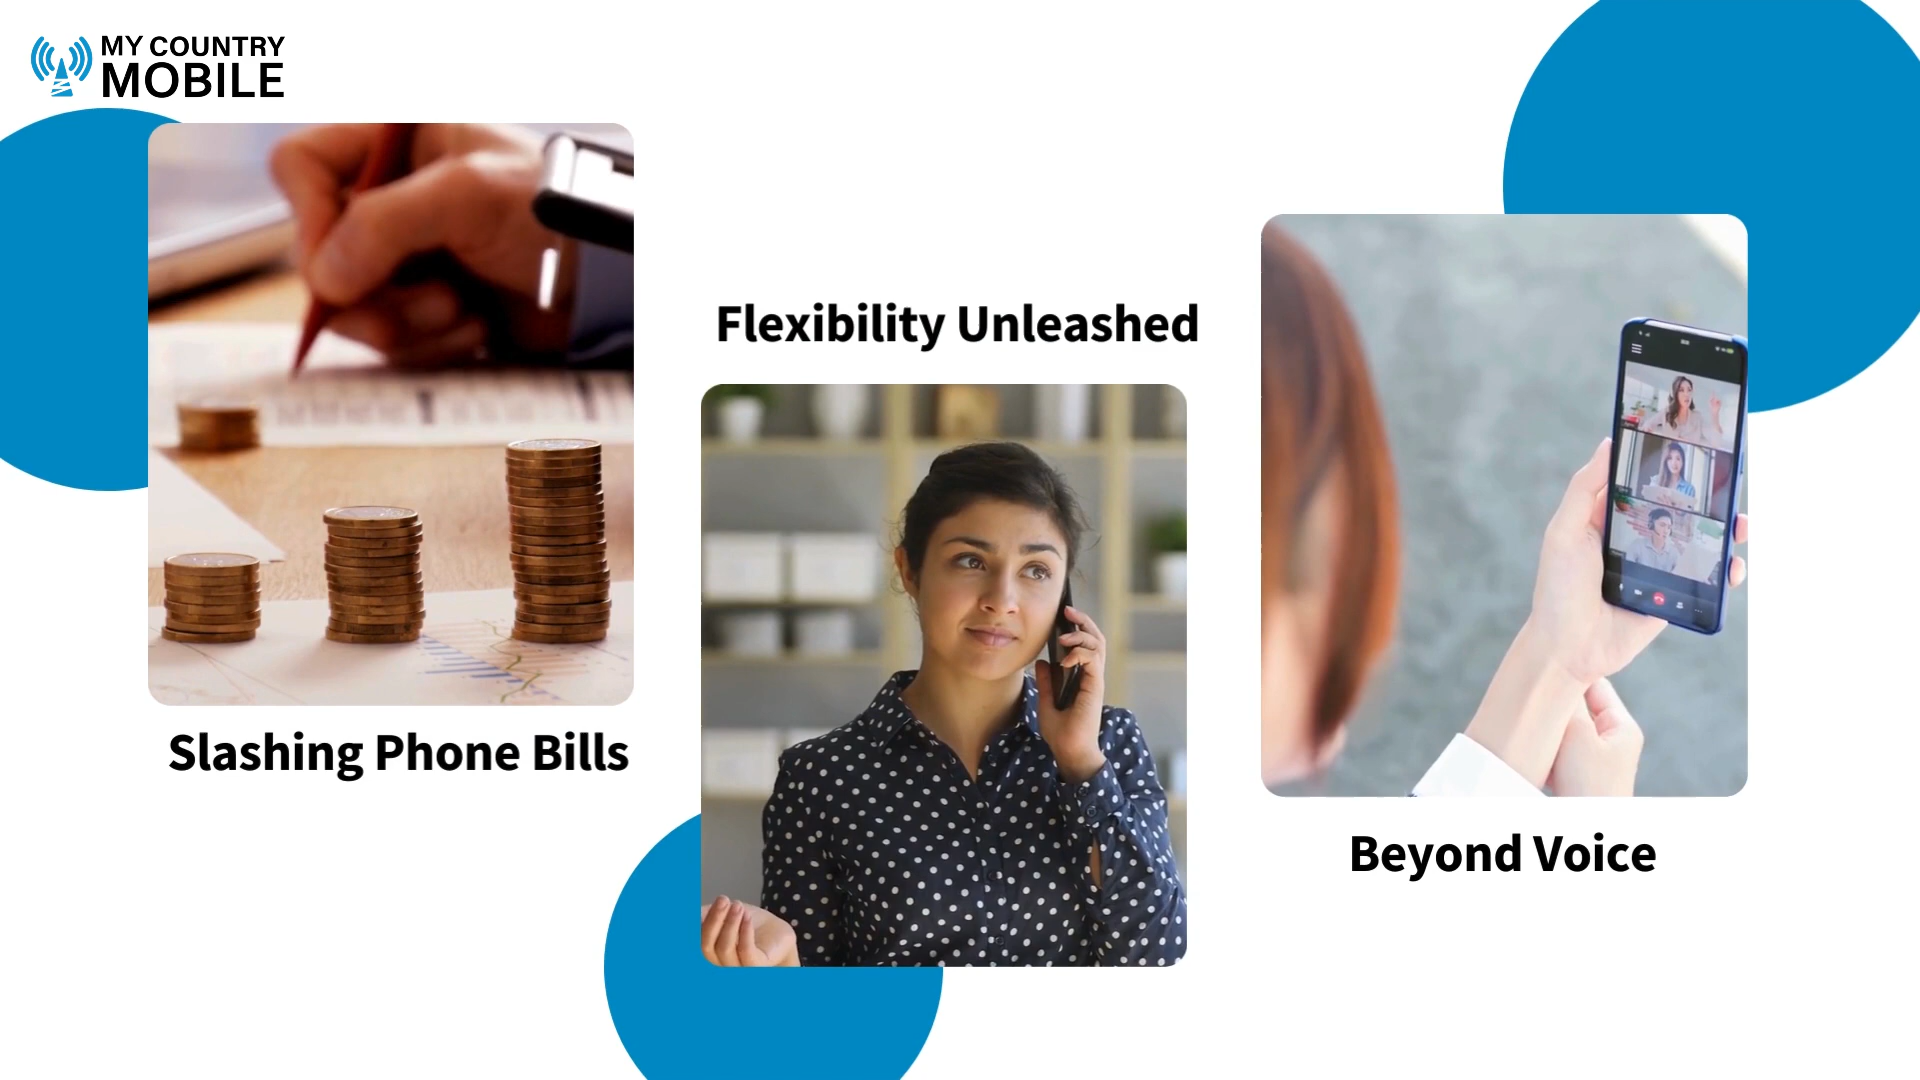 MY COUNTRY
MOBILE
Flexibility Unleashed
Slashing Phone Bills
Beyond Voice